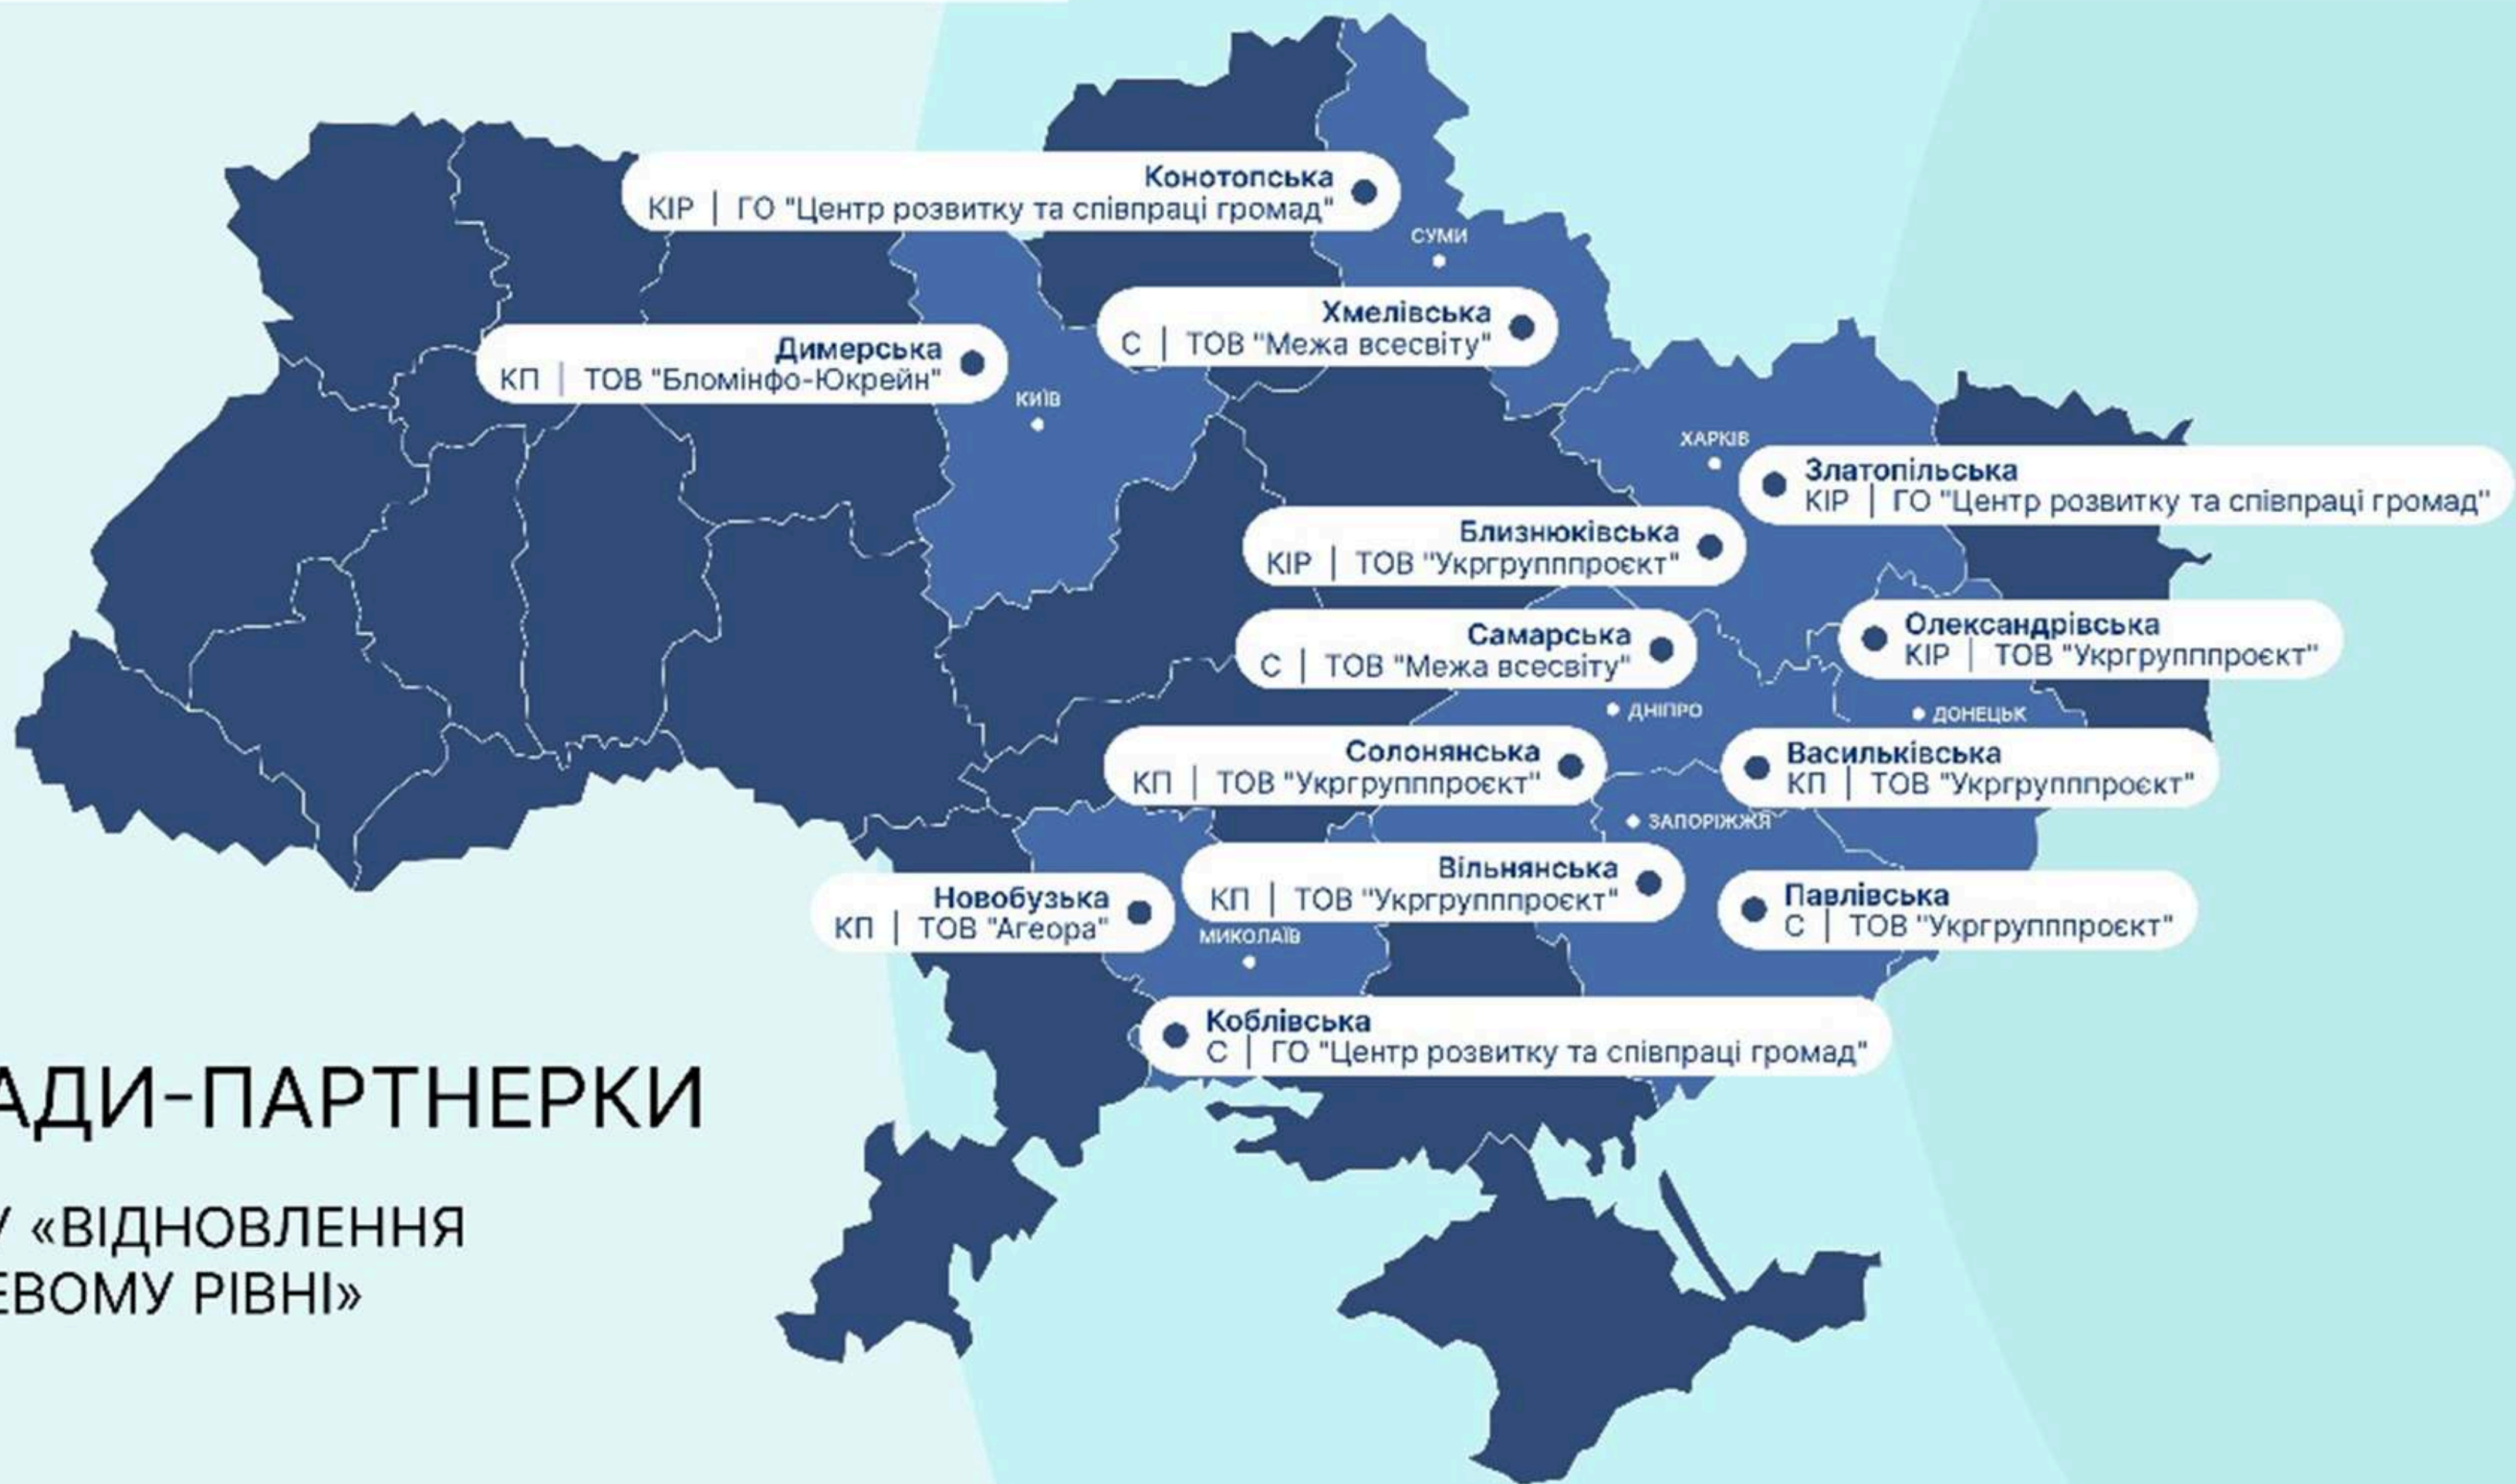 Конотопська
КІР | ГО "Центр розвитку та співпраці громад"
СУМИ
Хмелівська
С | ТОВ "Межа всесвіту"
Димерська
КП | ТОВ "Бломінфо-Юкрейн"
КИЇВ
ХАРКІВ
Златопільська
КІР | ГО "Центр розвитку та співпраці громад"
Близнюківська
КІР | ТОВ "Укргрупппроєкт"
Олександрівська
КІР | ТОВ "Укргрупппроєкт"
Самарська
С | ТОВ "Межа всесвіту"
ДНІПРО
ДОНЕЦЬК
Солонянська
КП | ТОВ "Укргрупппроєкт"
Васильківська
КП | ТОВ "Укргрупппроєкт"
ЗАПОРІЖЖЯ
Вільнянська
КП | ТОВ "Укргрупппроєкт"
Павлівська
С | ТОВ "Укргрупппроєкт"
Новобузька
КП | ТОВ "Агеора"
МИКОЛАЇВ
Коблівська
С | ГО "Центр розвитку та співпраці громад"
АДИ-ПАРТНЕРКИ
У «ВІДНОВЛЕННЯ
ЕВОМУ РІВНІ»